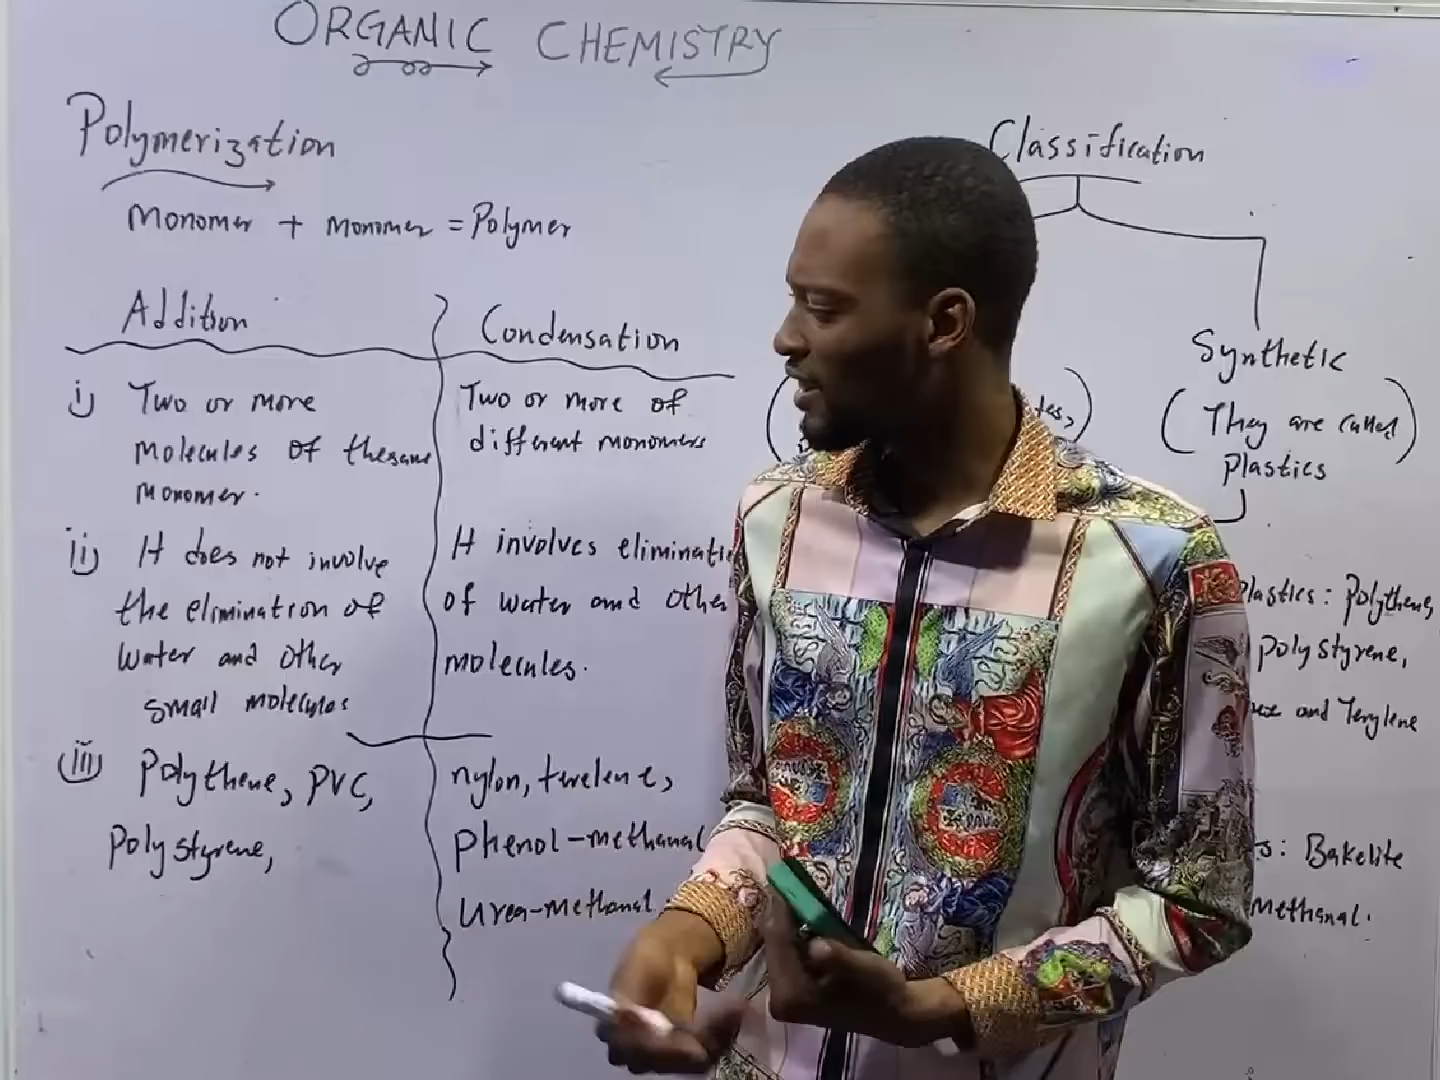 ORGANIC CHEMISTRY
Polymerization
Monomer + monomer = Polymer
Addition
Condensation
i) Two or more
molecules of thesame
monomer.
Two or more of
different monomers
ii) It does not involve
the elimination of
water and other
small molecules
It involves
of water and other
molecules.
iii) Polythene, PVC,
Polystyrene,
nylon, terelene,
Phenol-methanal
Urea-methanal
Classification
Synthetic
(They are called
Plastics)
Plastics: Polythene,
polystyrene,
and Terylene
: Bakelite
methanal.